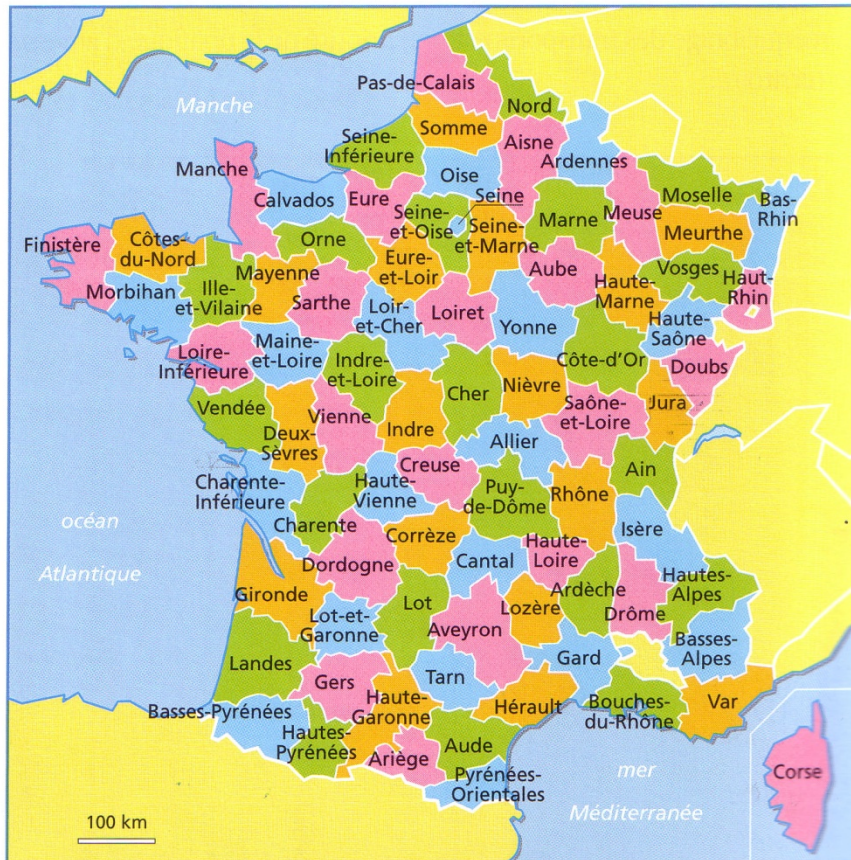 Pas-de-Calais
Nord
Manche
Somme
Seine-
Inférieure
Aisne
Ardennes
Manche
Oise
Calvados
Eure
Seine
Seine-
et-Oise
Seine-
et-Marne
Marne
Meuse
Moselle
Bas-
Rhin
Meurthe
Finistère
Côtes-
du-Nord
Orne
Eure-
et-Loir
Aube
Haute-
Marne
Vosges
Haut-
Rhin
Morbihan
Ille-
et-Vilaine
Mayenne
Sarthe
Loir-
et-Cher
Loiret
Yonne
Haute-
Saône
Loire-
Inférieure
Maine-
et-Loire
Indre-
et-Loire
Cher
Nièvre
Côte-d'Or
Doubs
Vendée
Deux-
Sèvres
Vienne
Indre
Saône-
et-Loire
Jura
Allier
Charente-
Inférieure
Haute-
Vienne
Creuse
Puy-
de-Dôme
Rhône
Ain
océan
Atlantique
Charente
Corrèze
Isère
Dordogne
Cantal
Haute-
Loire
Hautes-
Alpes
Gironde
Lot-et-
Garonne
Lot
Aveyron
Lozère
Ardèche
Drôme
Basses-
Alpes
Landes
Gers
Tarn
Gard
Basses-Pyrénées
Haute-
Garonne
Hérault
Bouches-
du-Rhône
Var
Hautes-
Pyrénées
Ariège
Aude
Pyrénées-
Orientales
mer
Méditerranée
Corse
100 km